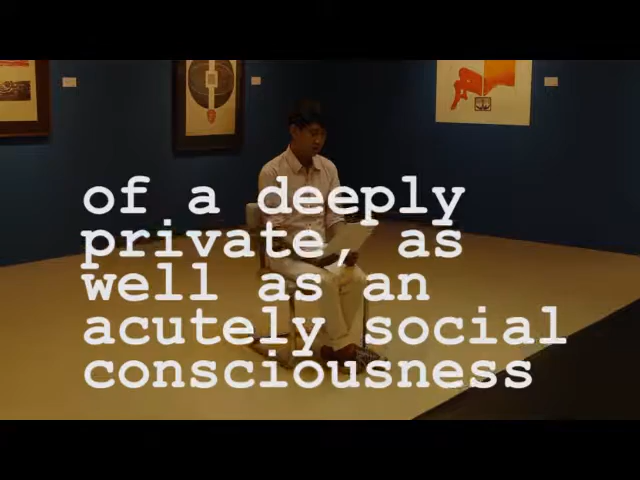 of a deeply
private, as
well as an
acutely social
consciousness